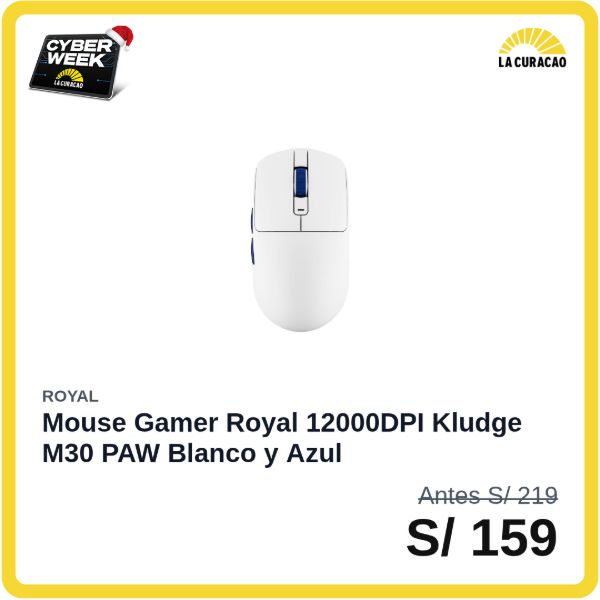 CYBER
WEEK
LA CURACAO
LA CURACAO
ROYAL
Mouse Gamer Royal 12000DPI Kludge
M30 PAW Blanco y Azul
Antes S/ 219
S/ 159